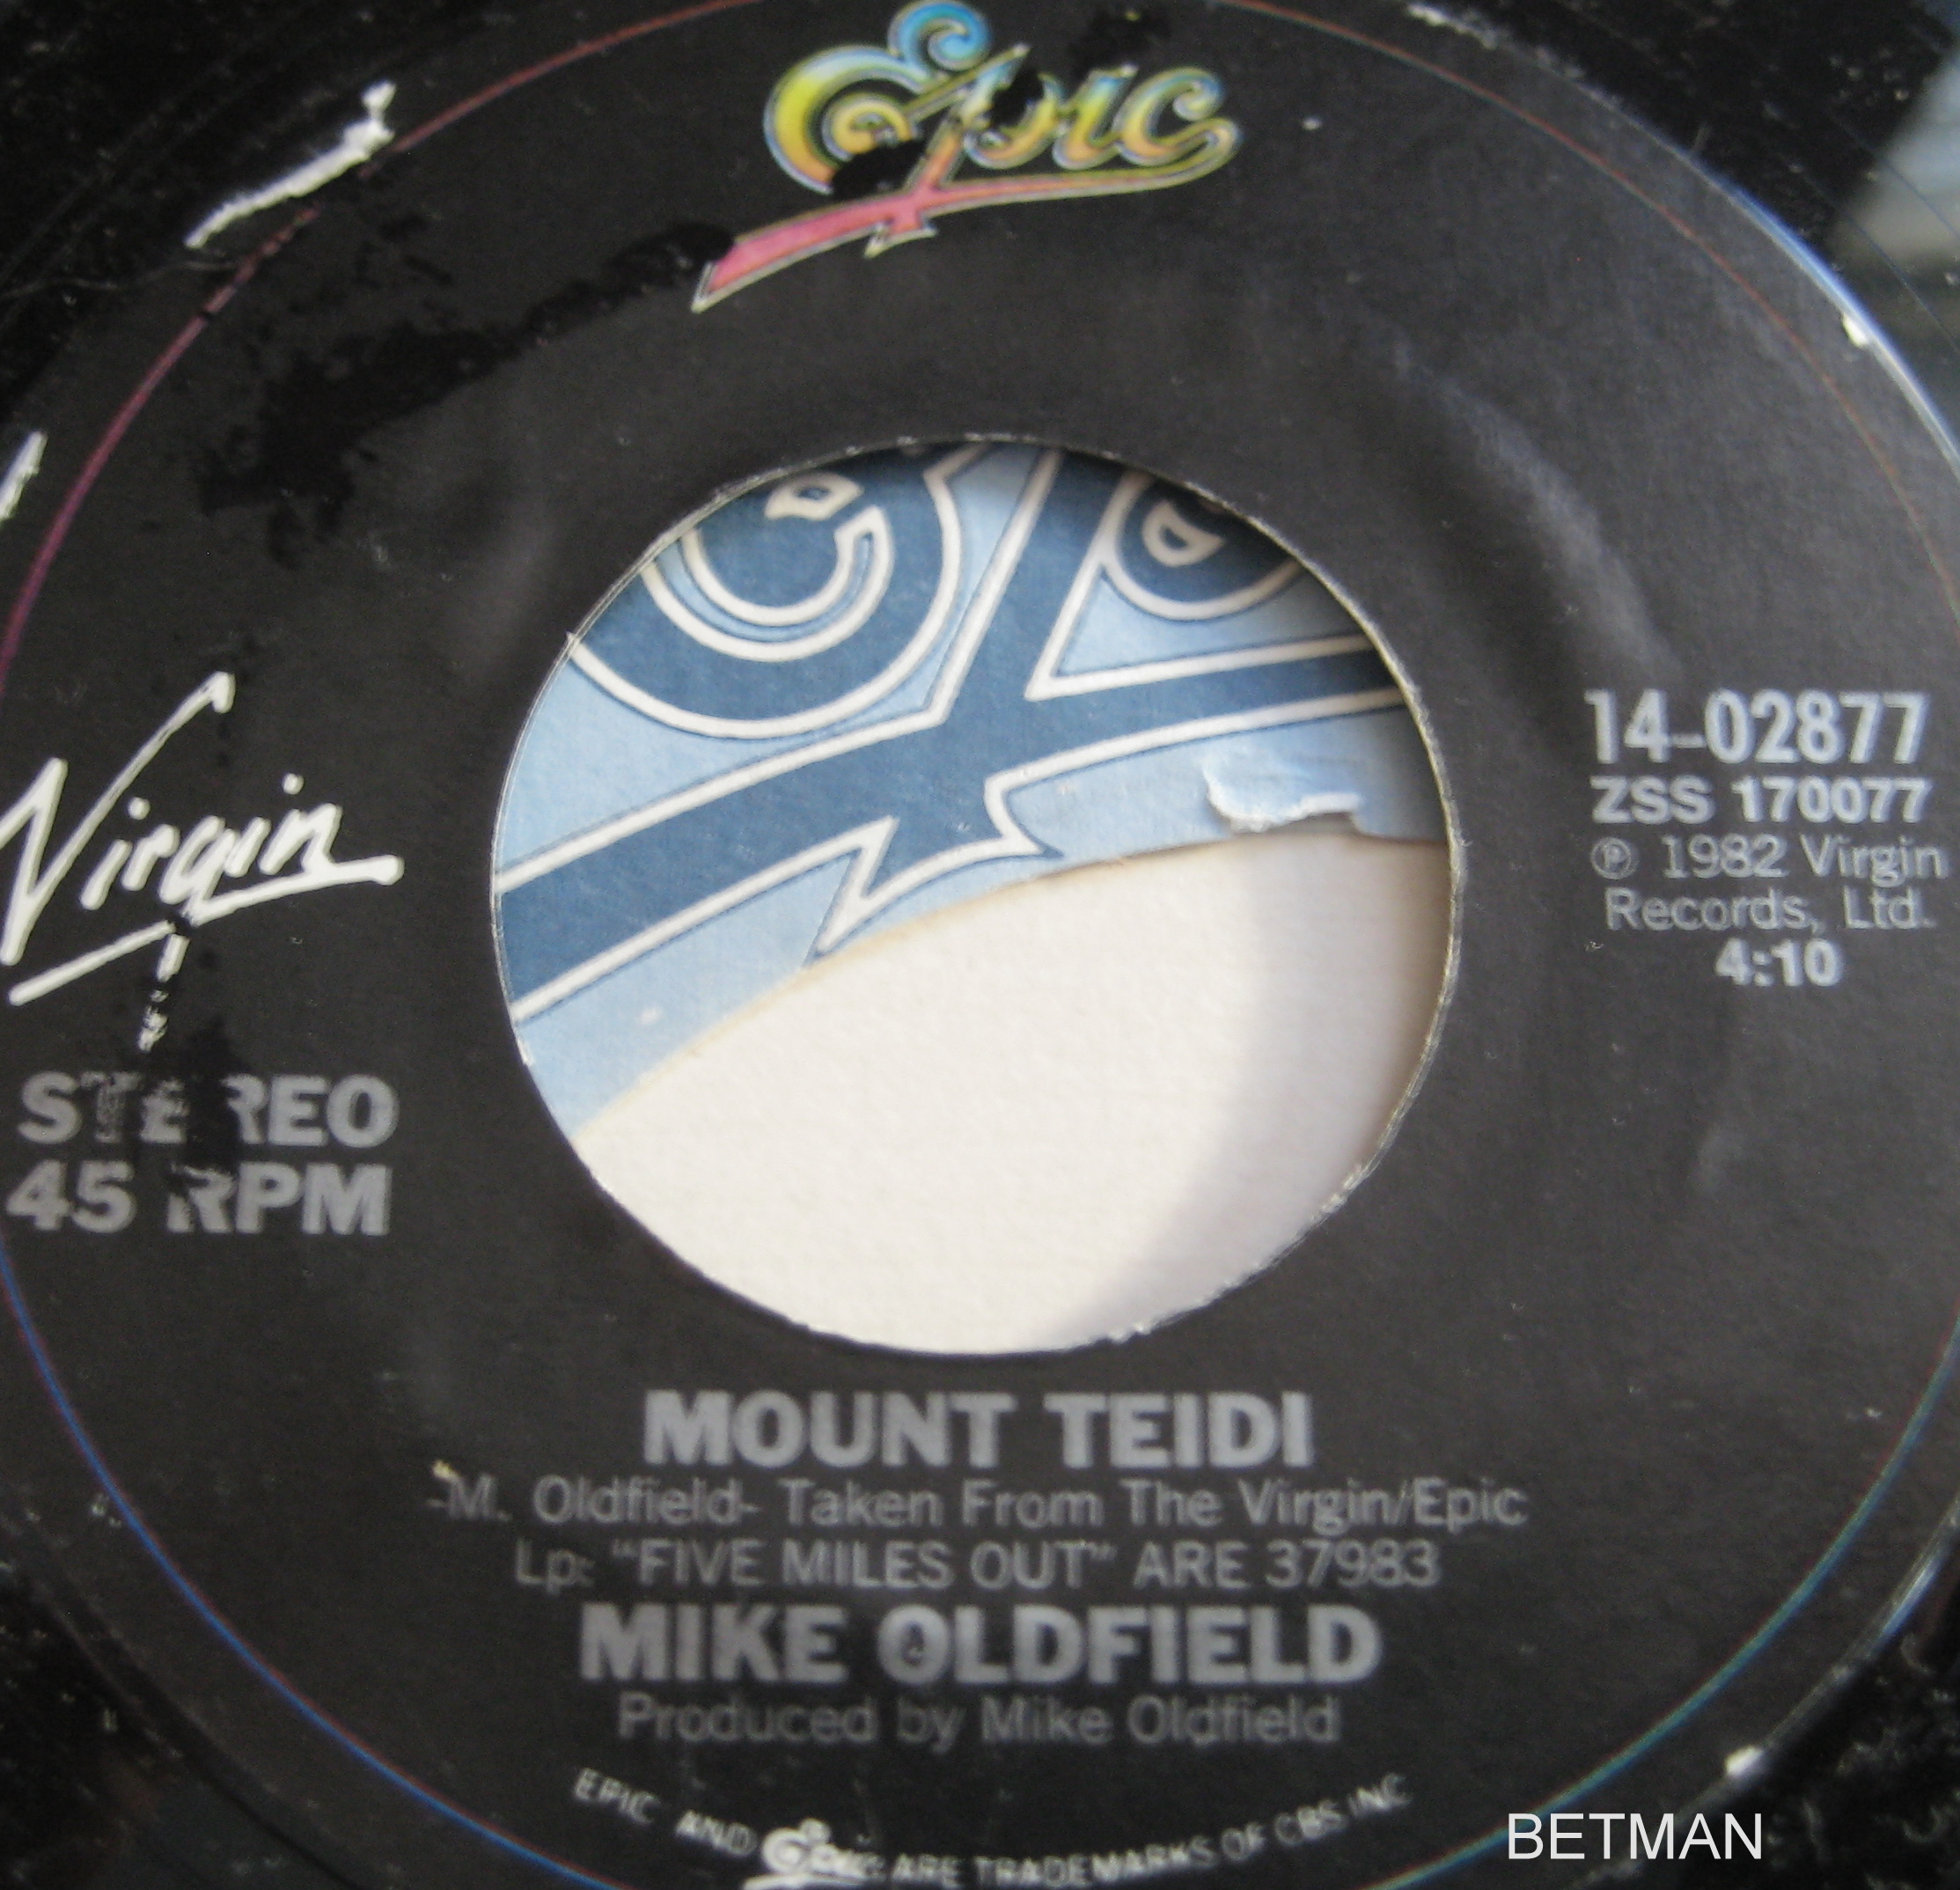 Epic
Virgin
STEREO
45 RPM
14-02877
ZSS 170077
℗ 1982 Virgin
Records, Ltd.
4:10
MOUNT TEIDI
-M. Oldfield- Taken From The Virgin/Epic
Lp: "FIVE MILES OUT" ARE 37983
MIKE OLDFIELD
Produced by Mike Oldfield
EPIC AND Epic ARE TRADEMARKS OF CBS INC
BETMAN